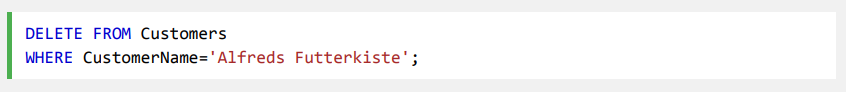 DELETE FROM Customers
WHERE CustomerName='Alfreds Futterkiste';